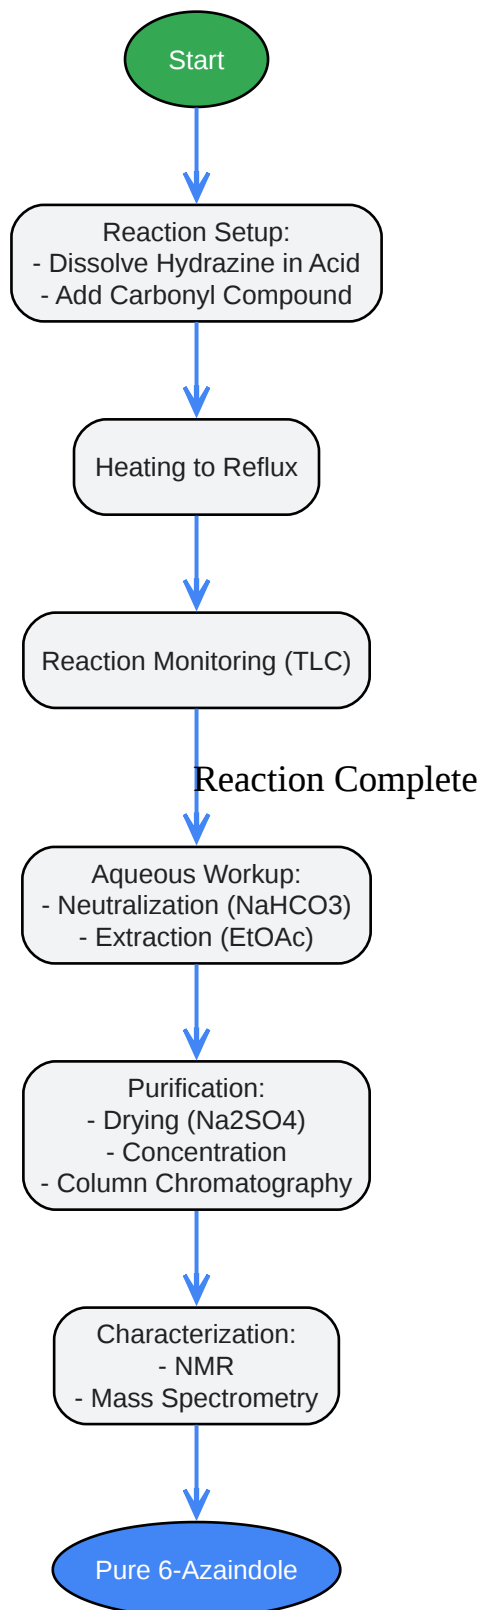 Start
Reaction Setup:
- Dissolve Hydrazine in Acid
- Add Carbonyl Compound
Heating to Reflux
Reaction Monitoring (TLC)
Reaction Complete
Aqueous Workup:
- Neutralization (NaHCO3)
- Extraction (EtOAc)
Purification:
- Drying (Na2SO4)
- Concentration
- Column Chromatography
Characterization:
- NMR
- Mass Spectrometry
Pure 6-Azaindole